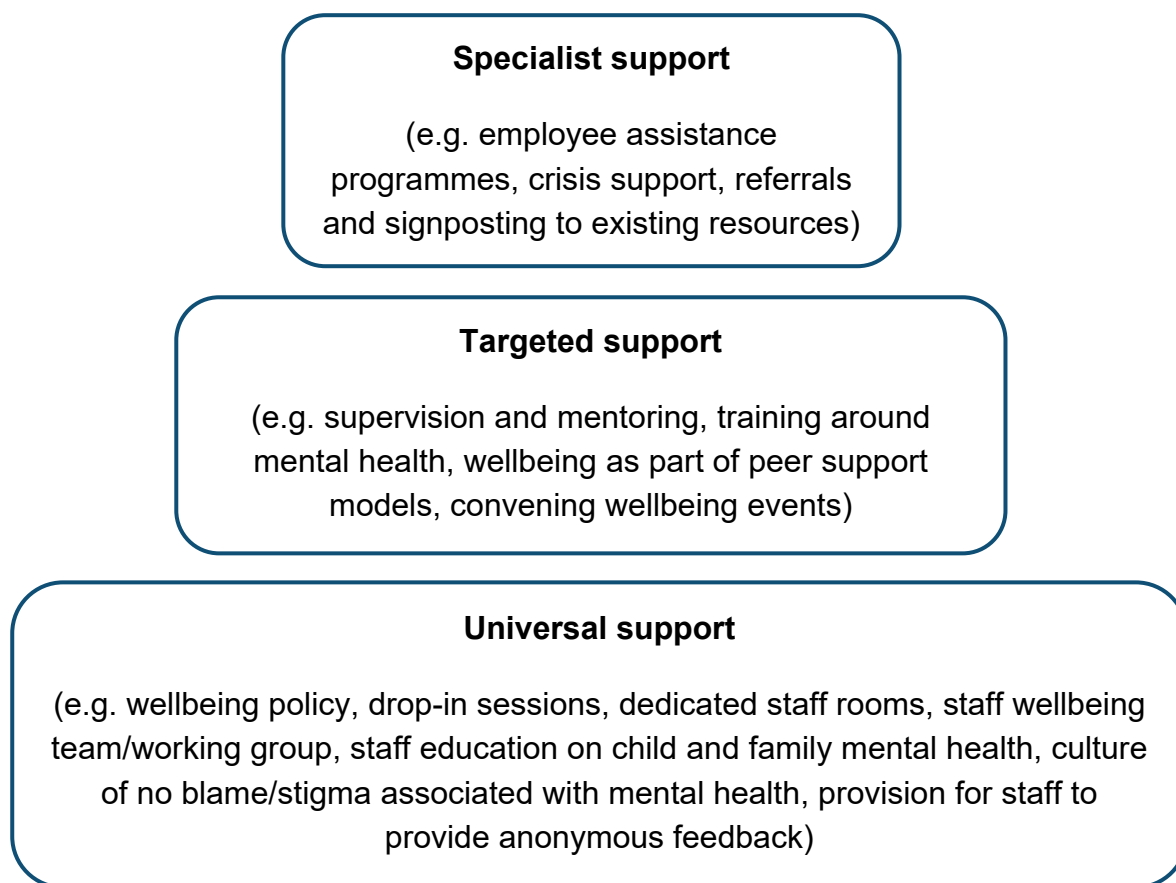 Specialist support
(e.g. employee assistance
programmes, crisis support, referrals
and signposting to existing resources)
Targeted support
(e.g. supervision and mentoring, training around
mental health, wellbeing as part of peer support
models, convening wellbeing events)
Universal support
(e.g. wellbeing policy, drop-in sessions, dedicated staff rooms, staff wellbeing
team/working group, staff education on child and family mental health, culture
of no blame/stigma associated with mental health, provision for staff to
provide anonymous feedback)